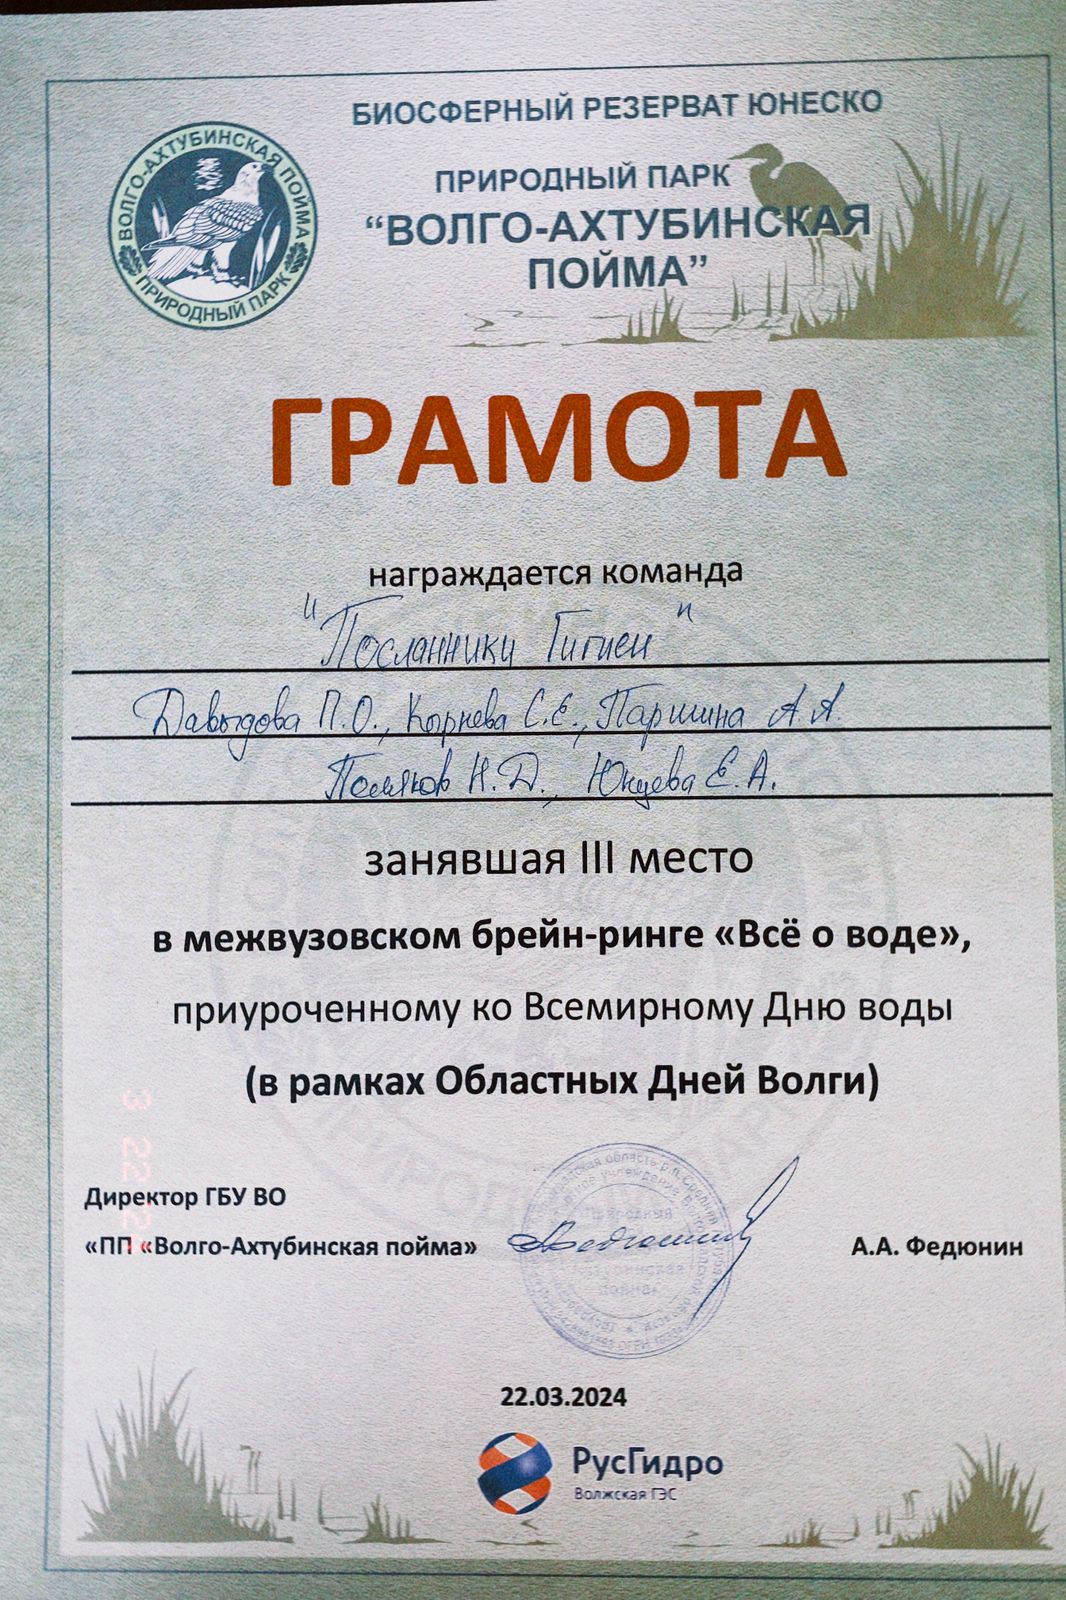 БИОСФЕРНЫЙ РЕЗЕРВАТ ЮНЕСКО
ВОЛГО-АХТУБИНСКАЯ ПОЙМА
ПРИРОДНЫЙ ПАРК
ПРИРОДНЫЙ ПАРК
“ВОЛГО-АХТУБИНСКАЯ
ПОЙМА”
ГРАМОТА
награждается команда
"Посланники Гигиеи"
Давыдова П.О., Корнева С.Е., Паршина А.А.
Поляков Н.Д., Юнцева Е.А.
занявшая III место
в межвузовском брейн-ринге «Всё о воде»,
приуроченному ко Всемирному Дню воды
(в рамках Областных Дней Волги)
Директор ГБУ ВО
«ПП «Волго-Ахтубинская пойма»
А.А. Федюнин
22.03.2024
РусГидро
Волжская ГЭС